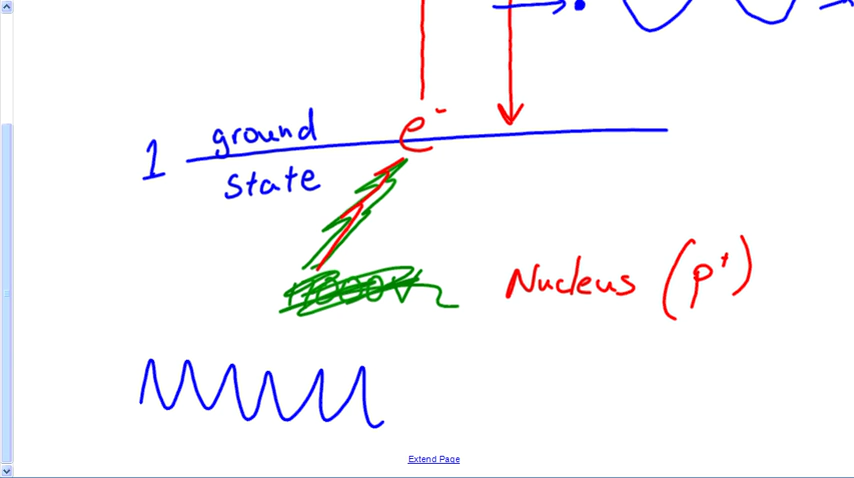 ground
e-
1
state
Nucleus (p+)
Extend Page